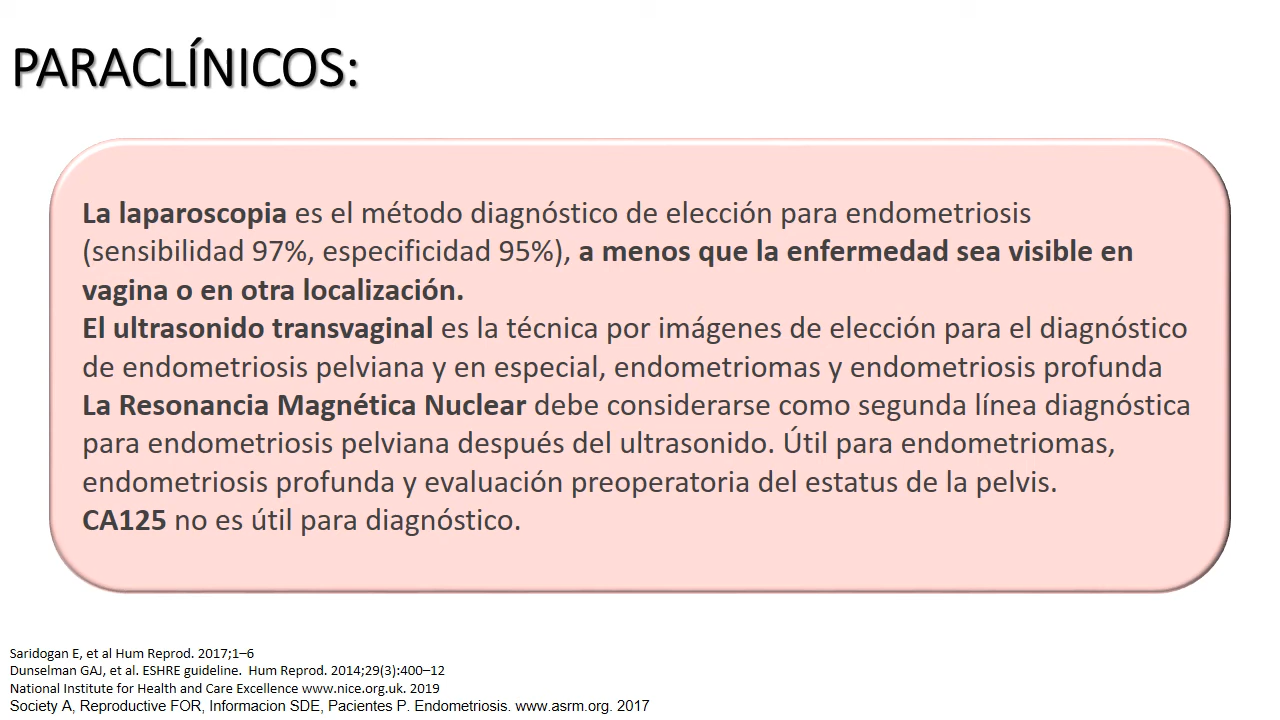 PARACLÍNICOS:
La laparoscopia es el método diagnóstico de elección para endometriosis
(sensibilidad 97%, especificidad 95%), a menos que la enfermedad sea visible en
vagina o en otra localización.
El ultrasonido transvaginal es la técnica por imágenes de elección para el diagnóstico
de endometriosis pelviana y en especial, endometriomas y endometriosis profunda
La Resonancia Magnética Nuclear debe considerarse como segunda línea diagnóstica
para endometriosis pelviana después del ultrasonido. Útil para endometriomas,
endometriosis profunda y evaluación preoperatoria del estatus de la pelvis.
CA125 no es útil para diagnóstico.
Saridogan E, et al Hum Reprod. 2017;1–6
Dunselman GAJ, et al. ESHRE guideline. Hum Reprod. 2014;29(3):400–12
National Institute for Health and Care Excellence www.nice.org.uk. 2019
Society A, Reproductive FOR, Informacion SDE, Pacientes P. Endometriosis. www.asrm.org. 2017